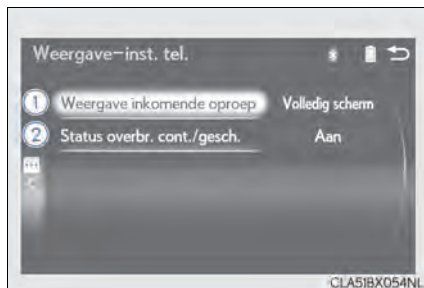 Weergave-inst. tel.
1 Weergave inkomende oproep Volledig scherm
2 Status overbr. cont./gesch. Aan
CLA51BX054NL